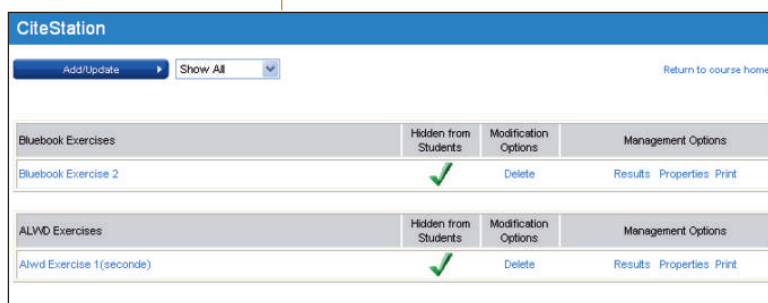 CiteStation
Add/Update Show All Return to course home
Bluebook Exercises Hidden from Students Modification Options Management Options
Bluebook Exercise 2 Delete Results Properties Print
ALWD Exercises Hidden from Students Modification Options Management Options
Alwd Exercise 1(seconde) Delete Results Properties Print